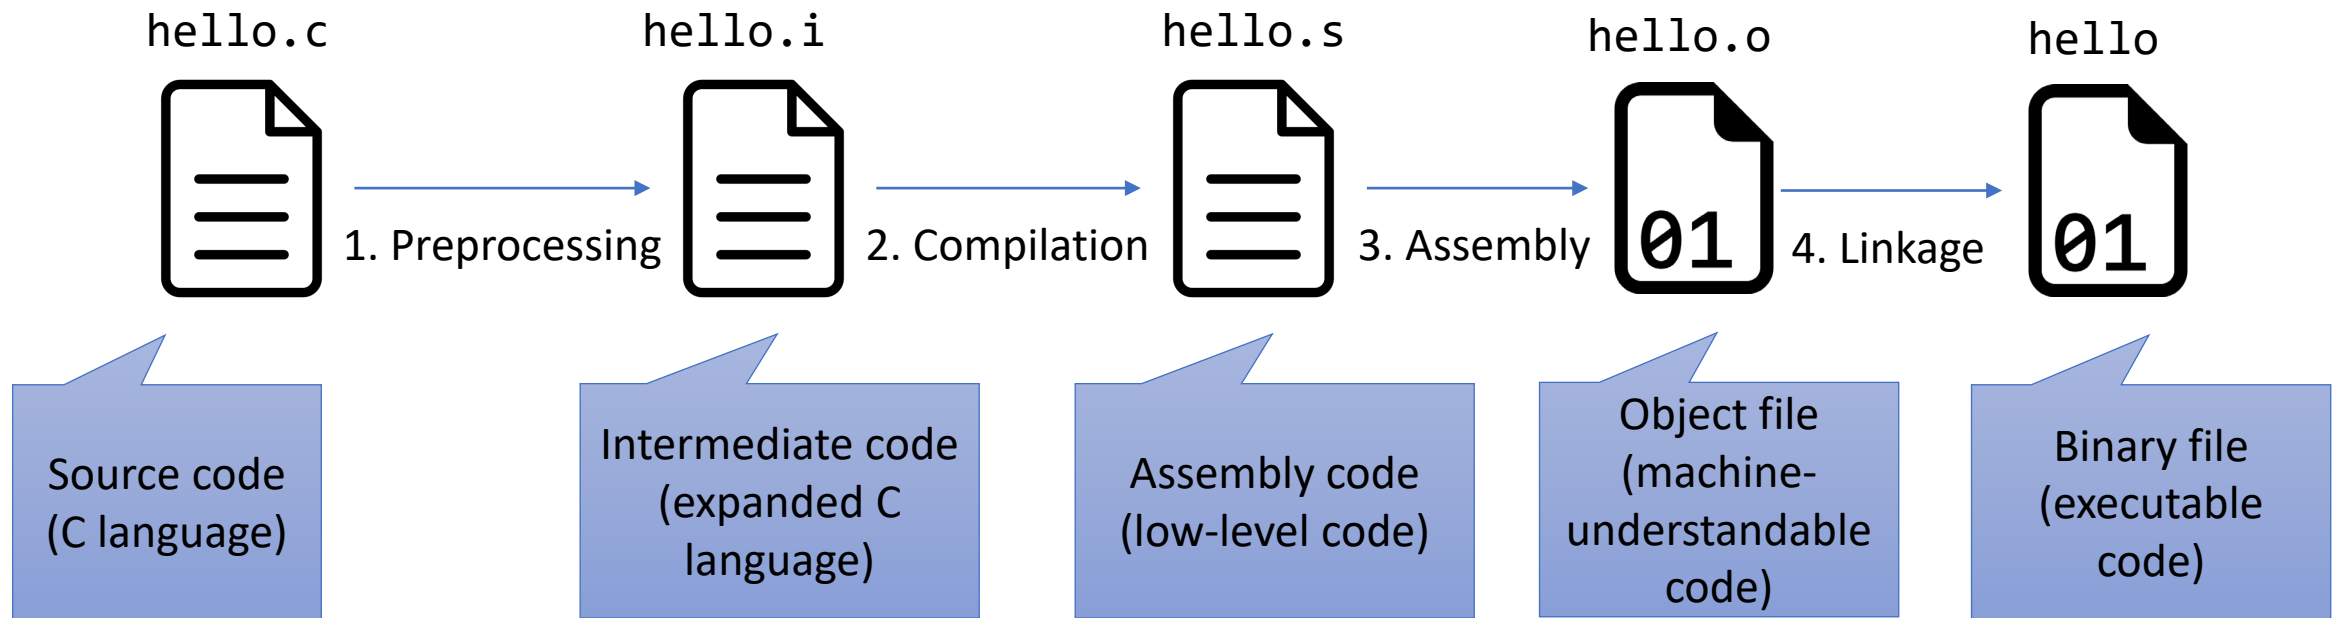 hello.c
hello.i
hello.s
hello.o
hello
1. Preprocessing
2. Compilation
3. Assembly
4. Linkage
01
01
Source code
(C language)
Intermediate code
(expanded C
language)
Assembly code
(low-level code)
Object file
(machine-
understandable
code)
Binary file
(executable
code)